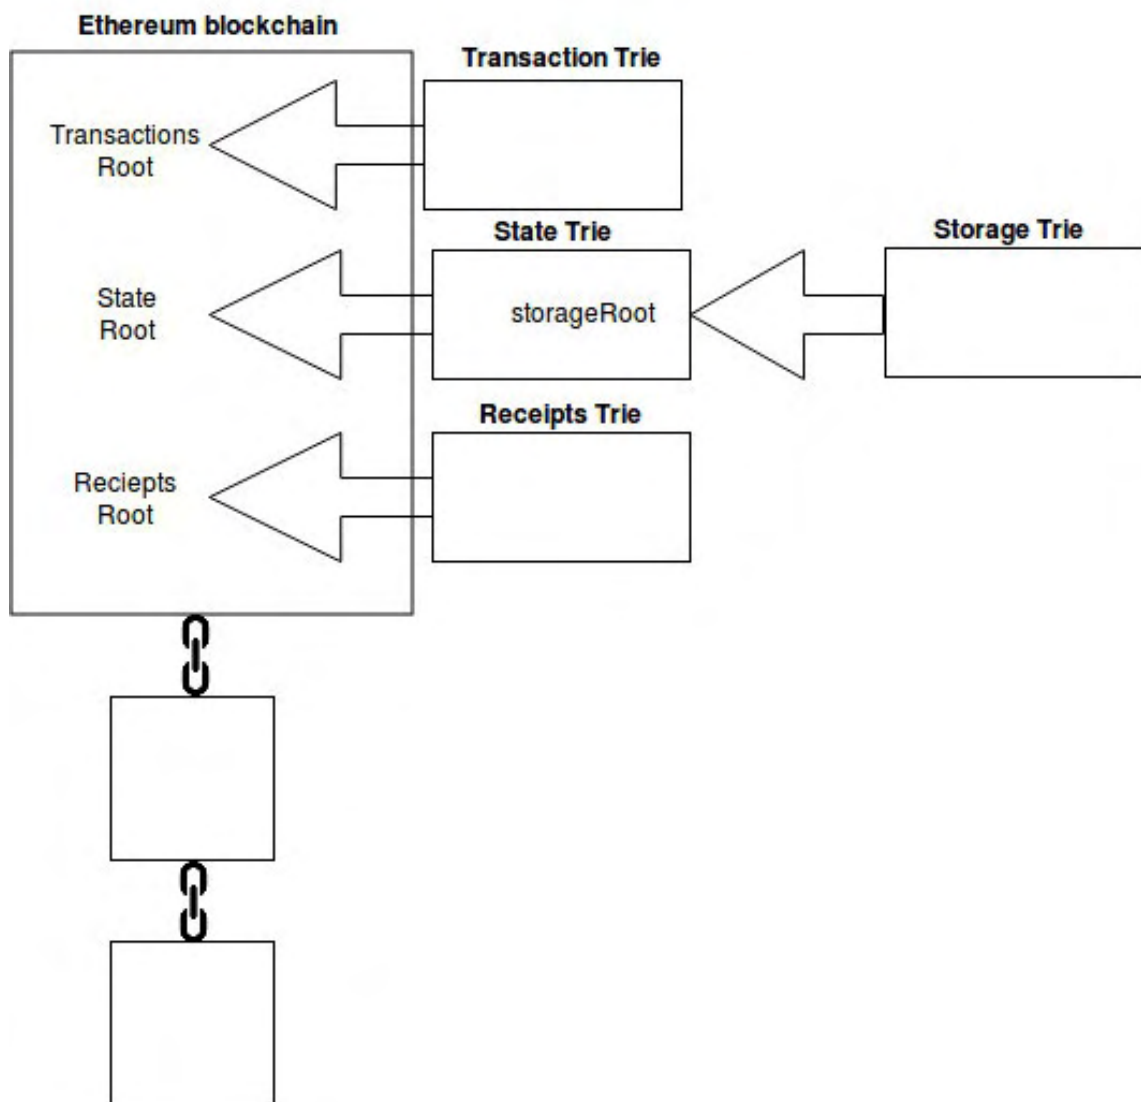 Ethereum blockchain
Transaction Trie
Transactions
Root
State Trie
Storage Trie
State
Root
storageRoot
Receipts Trie
Reciepts
Root